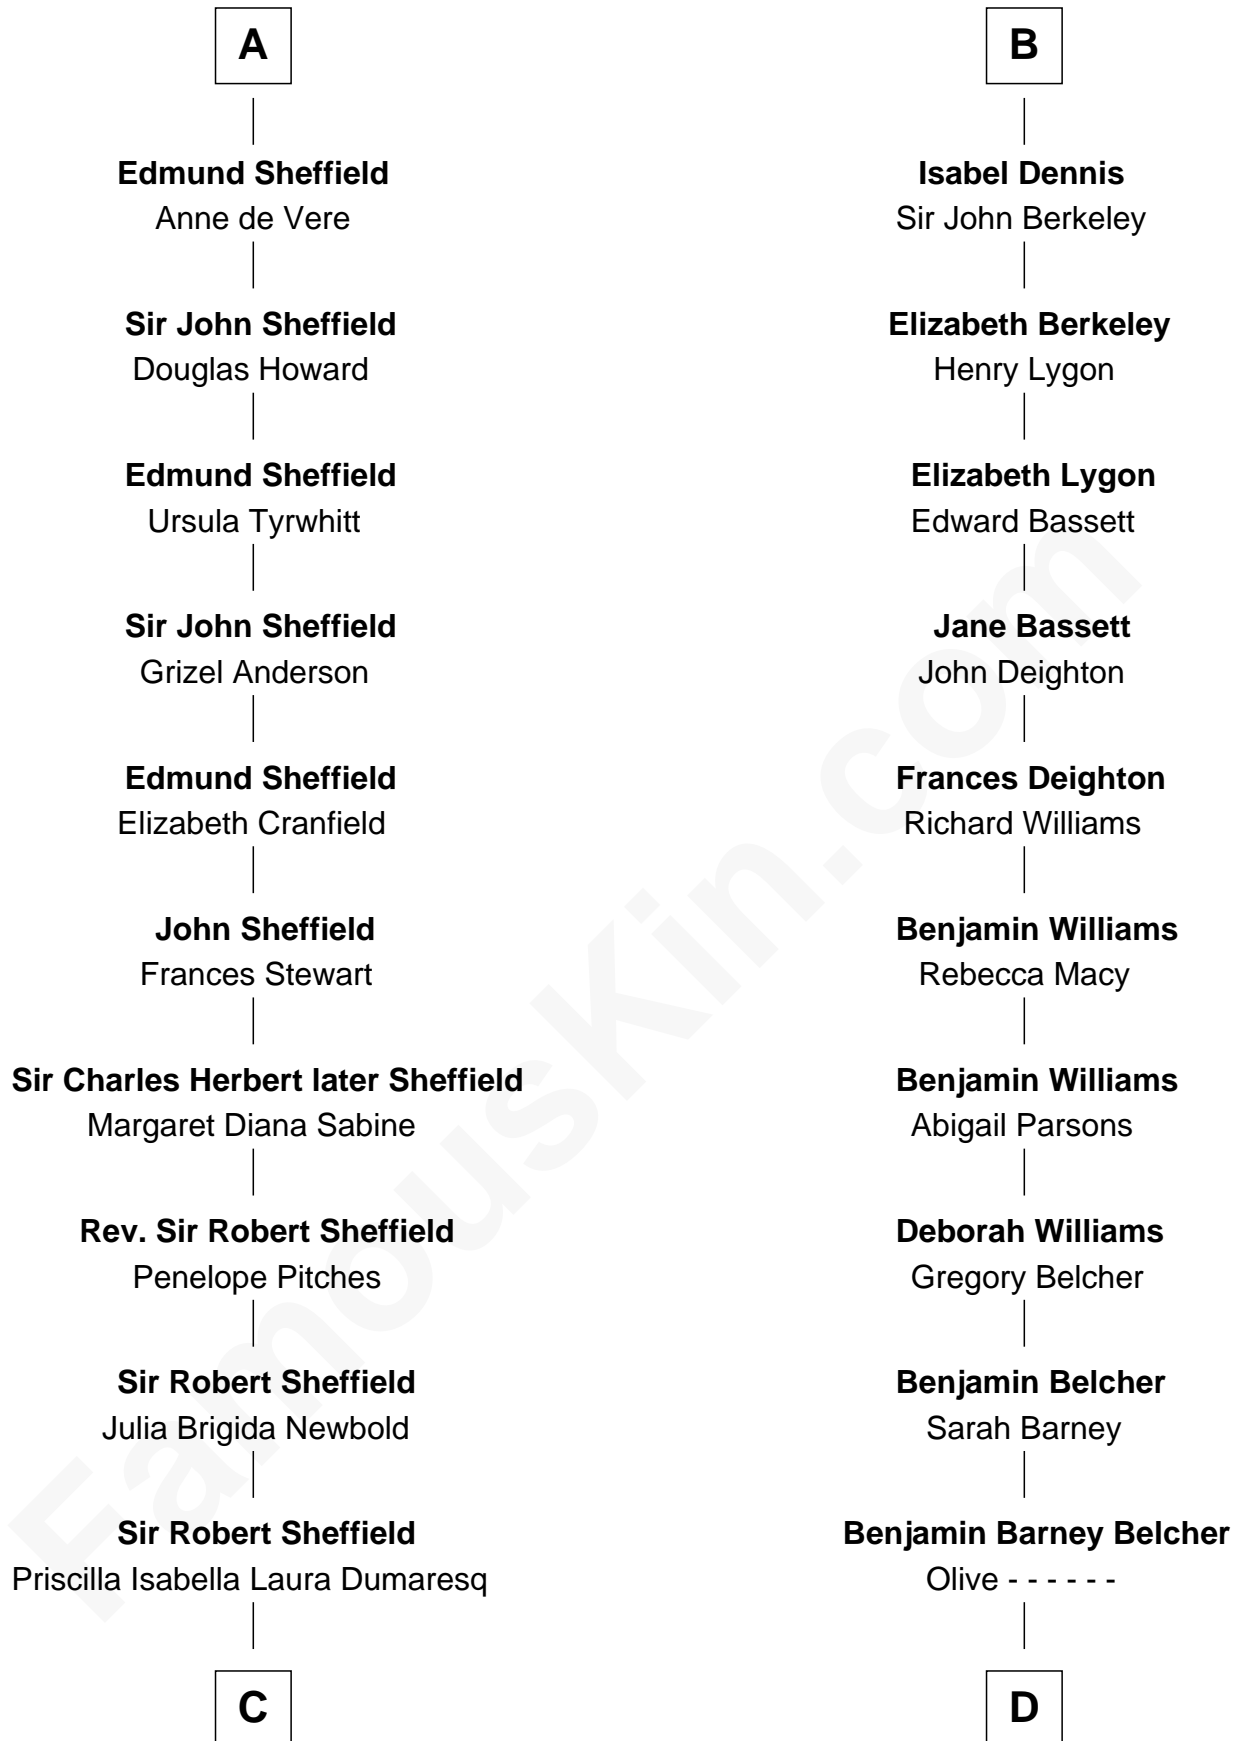 A
Edmund Sheffield
Anne de Vere
Sir John Sheffield
Douglas Howard
Edmund Sheffield
Ursula Tyrwhitt
Sir John Sheffield
Grizel Anderson
Edmund Sheffield
Elizabeth Cranfield
John Sheffield
Frances Stewart
Sir Charles Herbert later Sheffield
Margaret Diana Sabine
Rev. Sir Robert Sheffield
Penelope Pitches
Sir Robert Sheffield
Julia Brigida Newbold
Sir Robert Sheffield
Priscilla Isabella Laura Dumaresq
C
B
Isabel Dennis
Sir John Berkeley
Elizabeth Berkeley
Henry Lygon
Elizabeth Lygon
Edward Bassett
Jane Bassett
John Deighton
Frances Deighton
Richard Williams
Benjamin Williams
Rebecca Macy
Benjamin Williams
Abigail Parsons
Deborah Williams
Gregory Belcher
Benjamin Belcher
Sarah Barney
Benjamin Barney Belcher
Olive - - - - - -
D
FamousKin.com